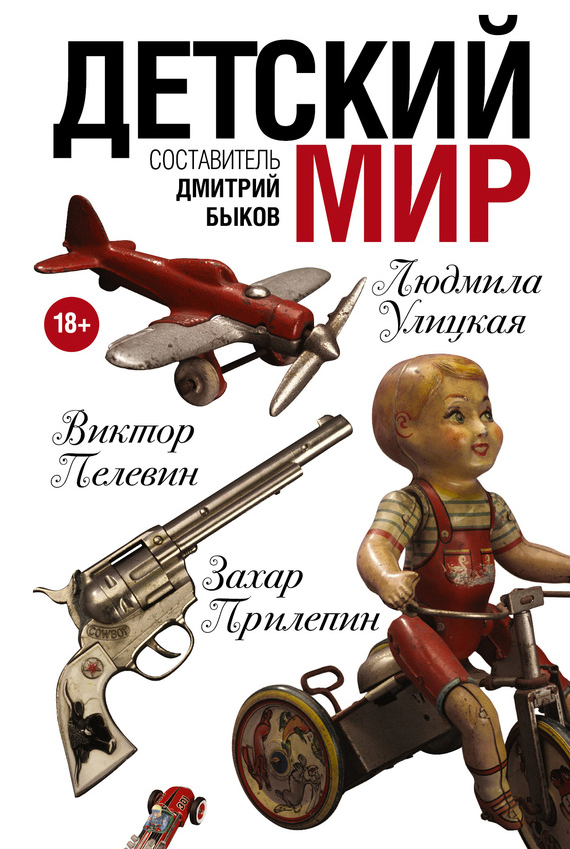 ДЕТСКИЙ
МИР
СОСТАВИТЕЛЬ
ДМИТРИЙ
БЫКОВ
Людмила
Улицкая
18+
Виктор
Пелевин
Захар
Прилепин
COWBOY